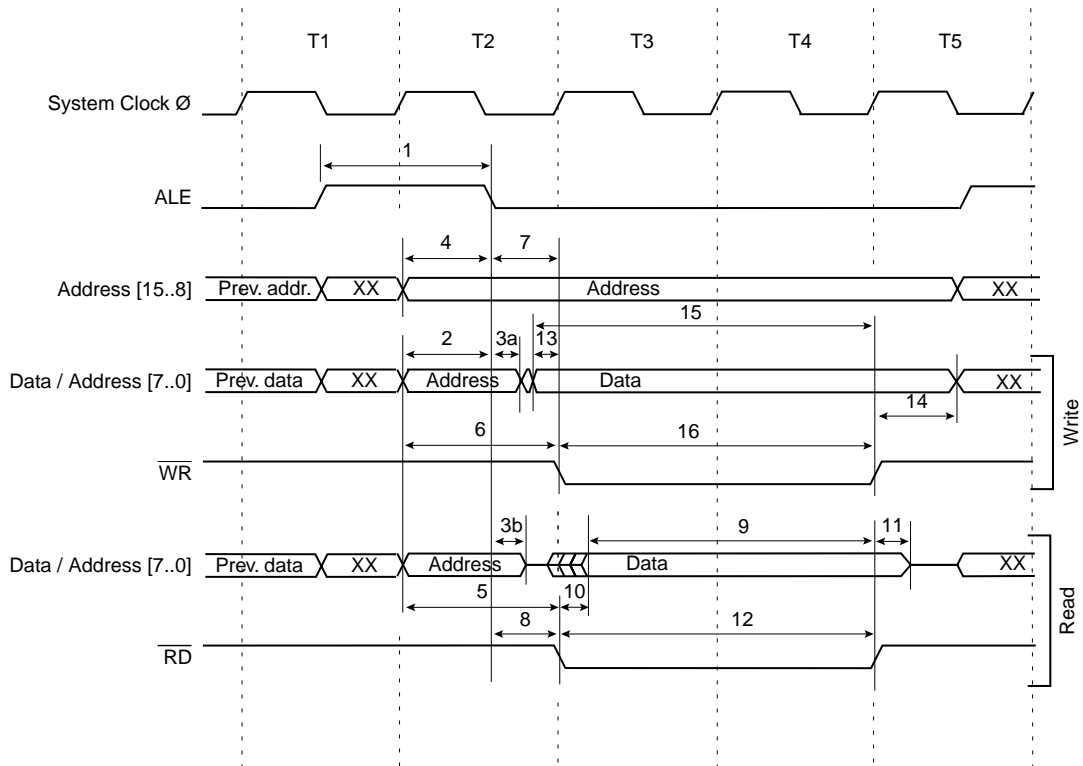 T1 T2 T3 T4 T5
System Clock Ø
1
ALE
4 7
Address [15..8] Prev. addr. XX Address XX
15
2 3a 13
Data / Address [7..0] Prev. data XX Address Data XX
14
6 16
WR
Write
3b 9 11
Data / Address [7..0] Prev. data XX Address Data XX
5 10
8 12
RD
Read